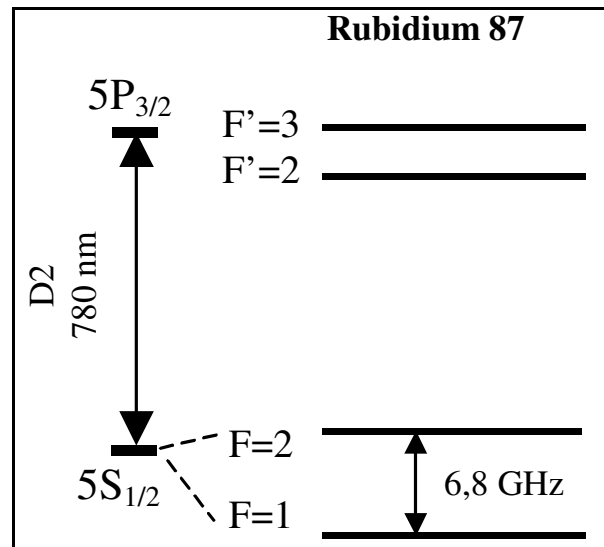 Rubidium 87
5P3/2
F'=3
F'=2
D2
780 nm
F=2
5S1/2
6,8 GHz
F=1